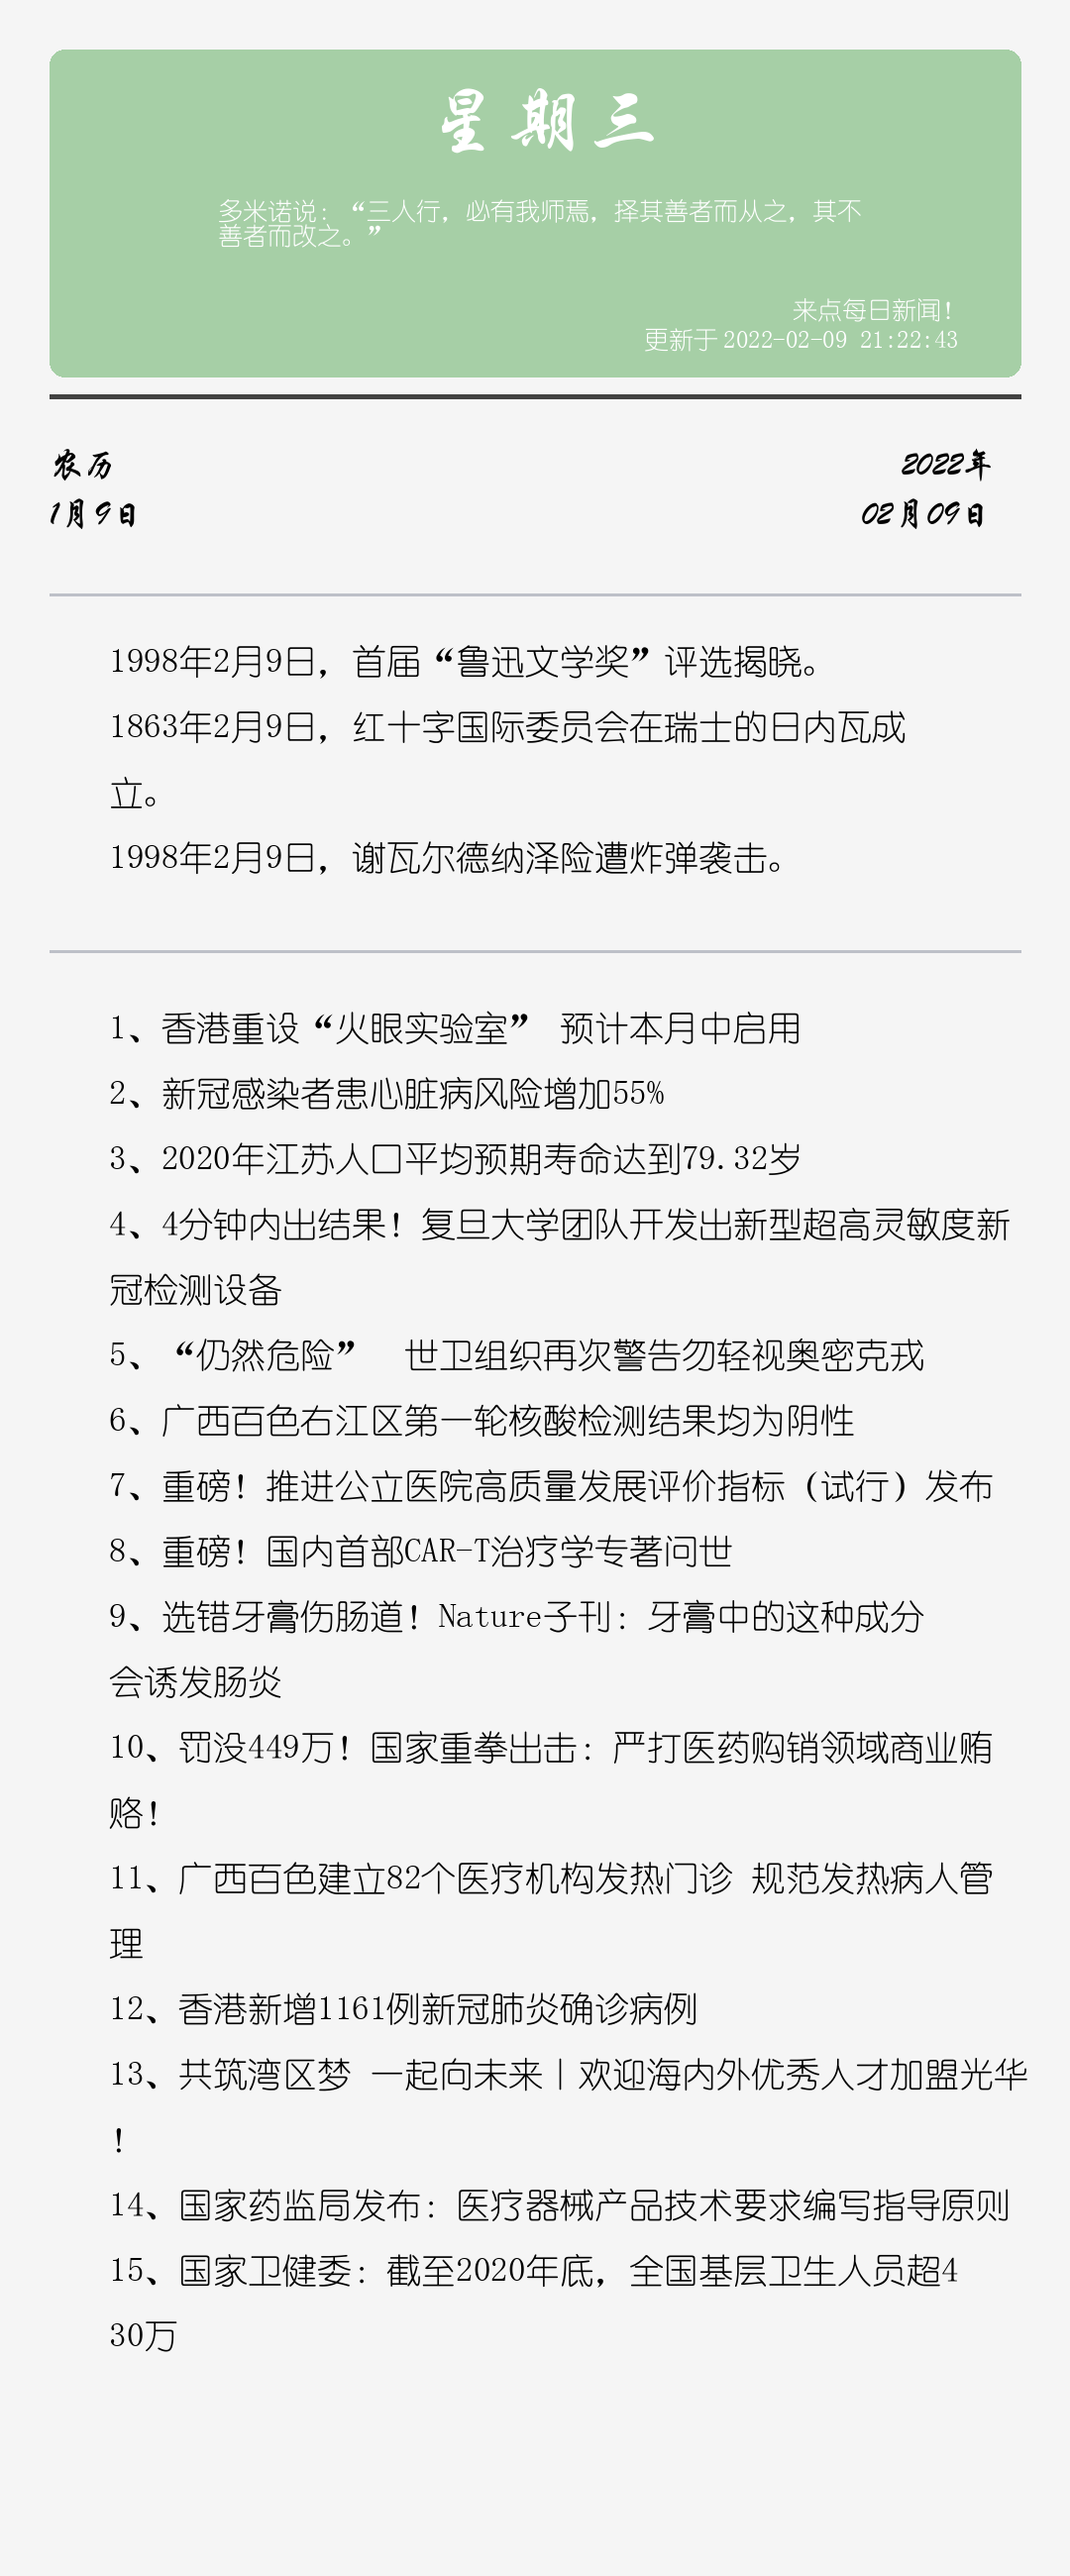 星期三
多米诺说：“三人行，必有我师焉，择其善者而从之，其不
善者而改之。”
来点每日新闻！
更新于2022-02-09 21:22:43
农历
2022年
1月9日
02月09日
1998年2月9日，首届“鲁迅文学奖”评选揭晓。
1863年2月9日，红十字国际委员会在瑞士的日内瓦成
立。
1998年2月9日，谢瓦尔德纳泽险遭炸弹袭击。
1、香港重设“火眼实验室” 预计本月中启用
2、新冠感染者患心脏病风险增加55%
3、2020年江苏人口平均预期寿命达到79.32岁
4、4分钟内出结果！复旦大学团队开发出新型超高灵敏度新
冠检测设备
5、“仍然危险”  世卫组织再次警告勿轻视奥密克戎
6、广西百色右江区第一轮核酸检测结果均为阴性
7、重磅！推进公立医院高质量发展评价指标（试行）发布
8、重磅！国内首部CAR-T治疗学专著问世
9、选错牙膏伤肠道！Nature子刊：牙膏中的这种成分
会诱发肠炎
10、罚没449万！国家重拳出击：严打医药购销领域商业贿
赂！
11、广西百色建立82个医疗机构发热门诊 规范发热病人管
理
12、香港新增1161例新冠肺炎确诊病例
13、共筑湾区梦 一起向未来丨欢迎海内外优秀人才加盟光华
！
14、国家药监局发布：医疗器械产品技术要求编写指导原则
15、国家卫健委：截至2020年底，全国基层卫生人员超4
30万